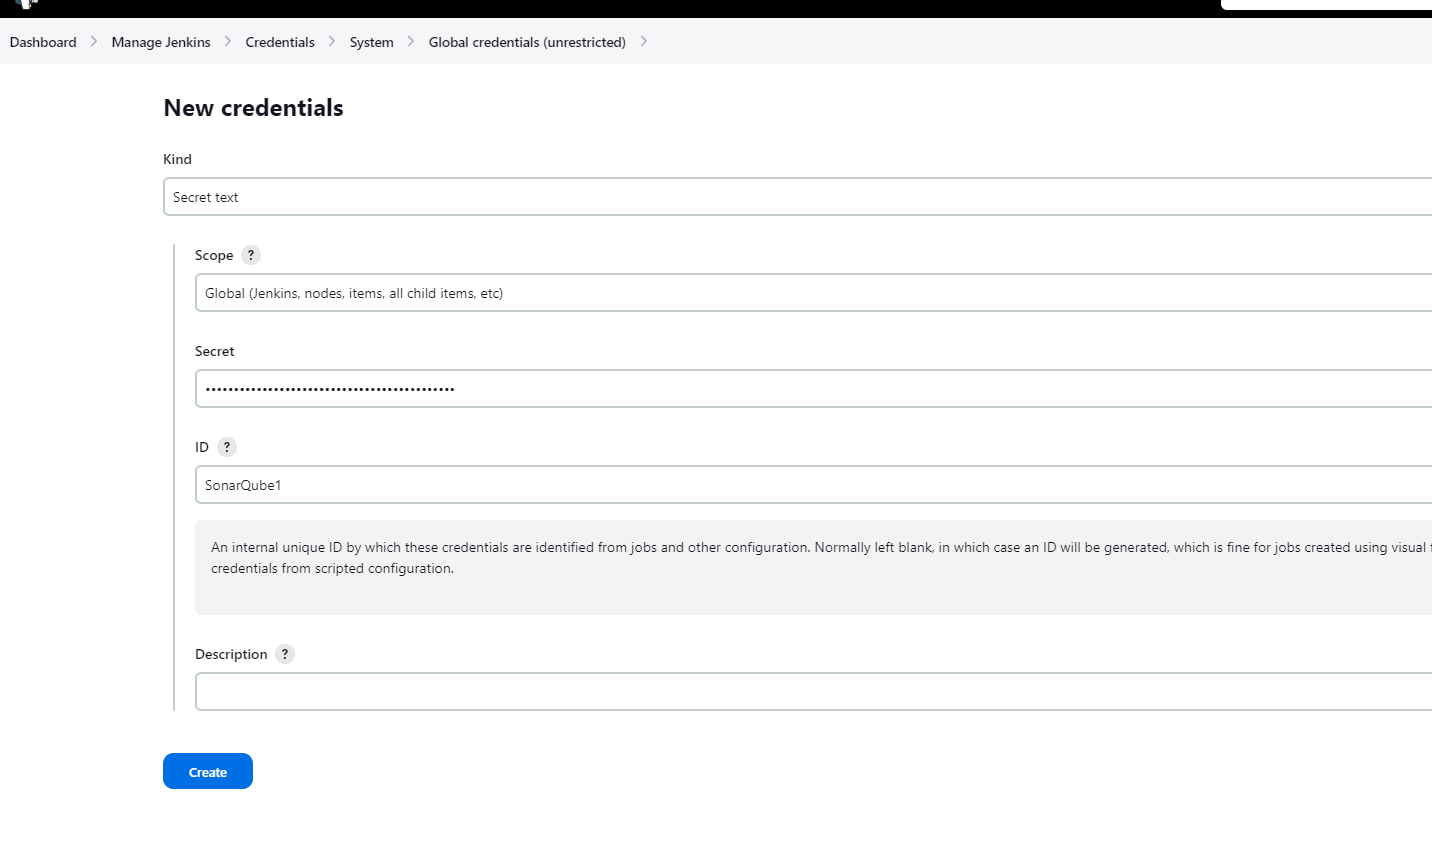 Dashboard > Manage Jenkins > Credentials > System > Global credentials (unrestricted) >
New credentials
Kind
Secret text
Scope ?
Global (Jenkins, nodes, items, all child items, etc)
Secret
••••••••••••••••••••••••••••••••••••••••••••
ID ?
SonarQube1
An internal unique ID by which these credentials are identified from jobs and other configuration. Normally left blank, in which case an ID will be generated, which is fine for jobs created using visual
credentials from scripted configuration.
Description ?
Create